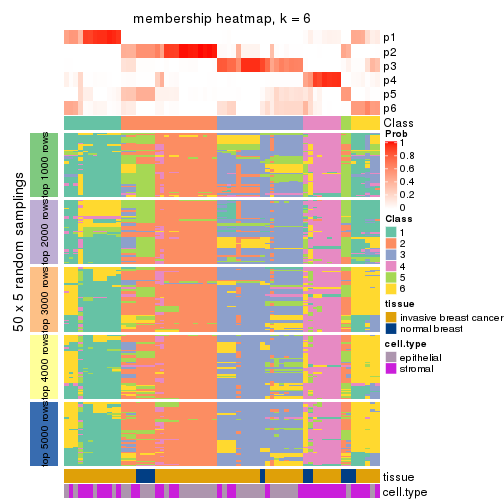 membership heatmap, k = 6
p1
p2
p3
p4
p5
p6
Class
Prob
1
0.8
0.6
0.4
0.2
0
Class
1
2
3
4
5
6
tissue
invasive breast cancer
normal breast
cell.type
epithelial
stromal
50 x 5 random samplings
top 1000 rows
top 2000 rows
top 3000 rows
top 4000 rows
top 5000 rows
tissue
cell.type